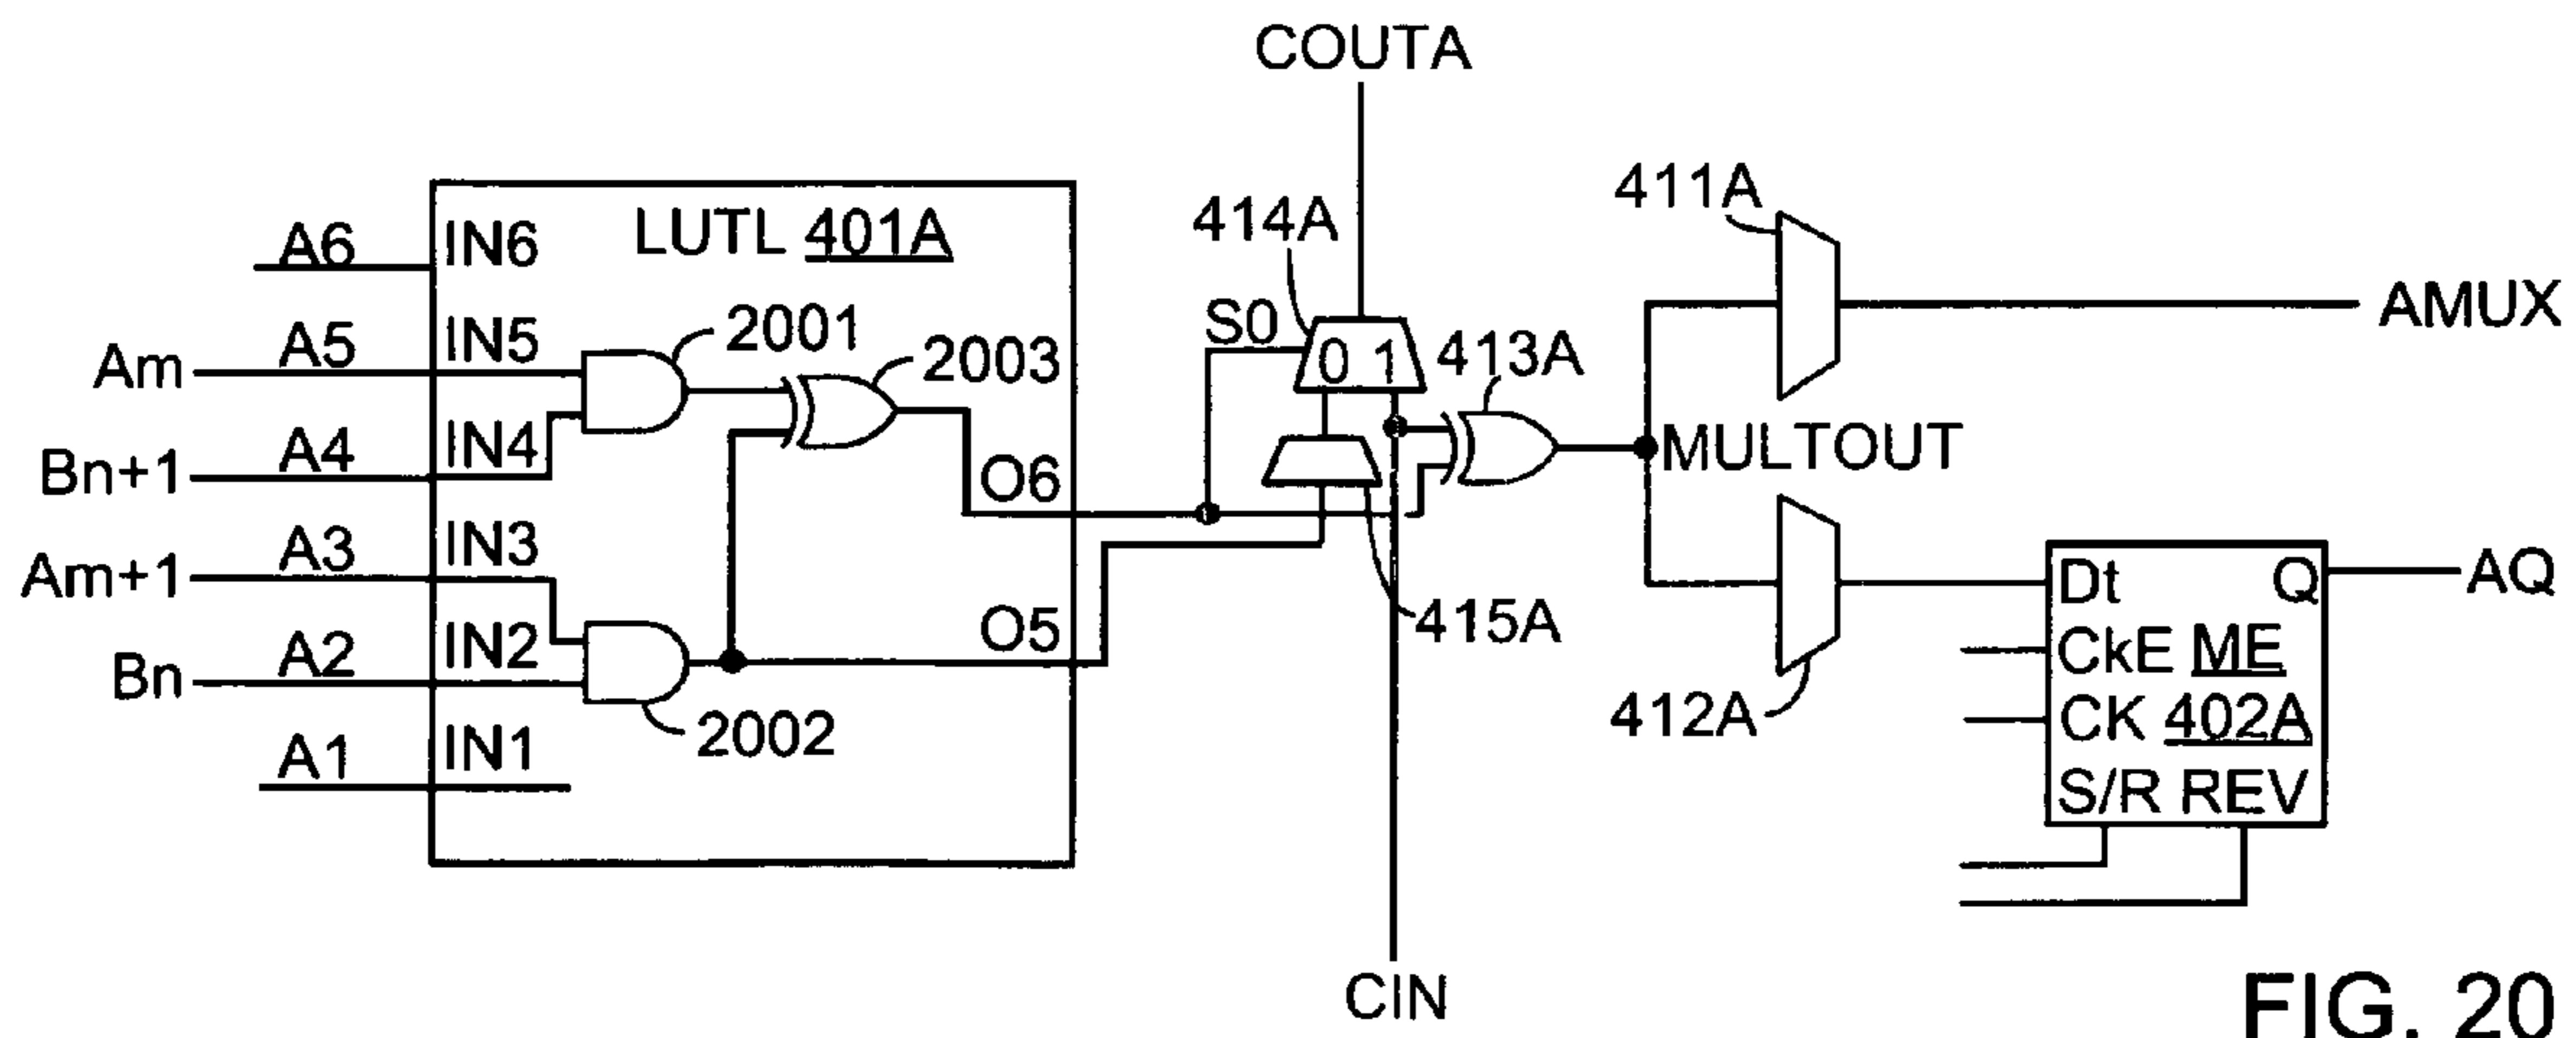 COUTA
A6 IN6 LUTL 401A
414A
411A
Am A5 IN5 2001
S0
2003
0 1
413A
AMUX
Bn+1 A4 IN4
O6
MULTOUT
Am+1 A3 IN3
415A
Dt Q AQ
Bn A2 IN2
O5
CkE ME
2002
412A
CK 402A
A1 IN1
S/R REV
CIN
FIG. 20